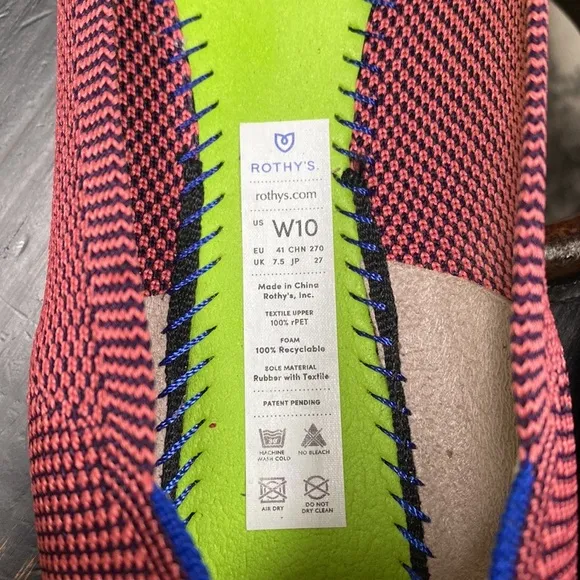 ROTHY'S.
rothys.com
US W10
EU 41 CHN 270
UK 7.5 JP 27
Made in China
Rothy's, Inc.
TEXTILE UPPER
100% rPET
FOAM
100% Recyclable
SOLE MATERIAL
Rubber with Textile
PATENT PENDING
MACHINE WASH COLD
NO BLEACH
AIR DRY
DO NOT DRY CLEAN